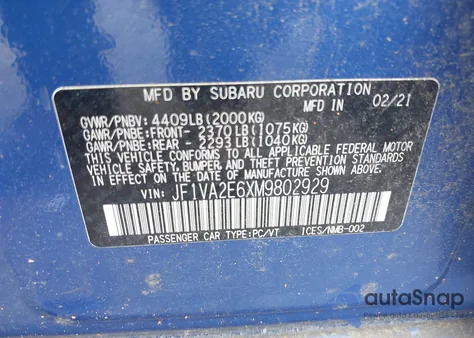 MFD BY SUBARU CORPORATION
MFD IN 02/21
GVWR/PNBV: 4409LB(2000KG)
GAWR/PNBE:FRONT- 2370LB(1075KG)
GAWR/PNBE:REAR - 2293LB(1040KG)
THIS VEHICLE CONFORMS TO ALL APPLICABLE FEDERAL MOTOR
VEHICLE SAFETY, BUMPER, AND THEFT PREVENTION STANDARDS
IN EFFECT ON THE DATE OF MANUFACTURE SHOWN ABOVE.
VIN: JF1VA2E6XM9802929
PASSENGER CAR TYPE:PC/VT ICES/NMB-002
autoSnap